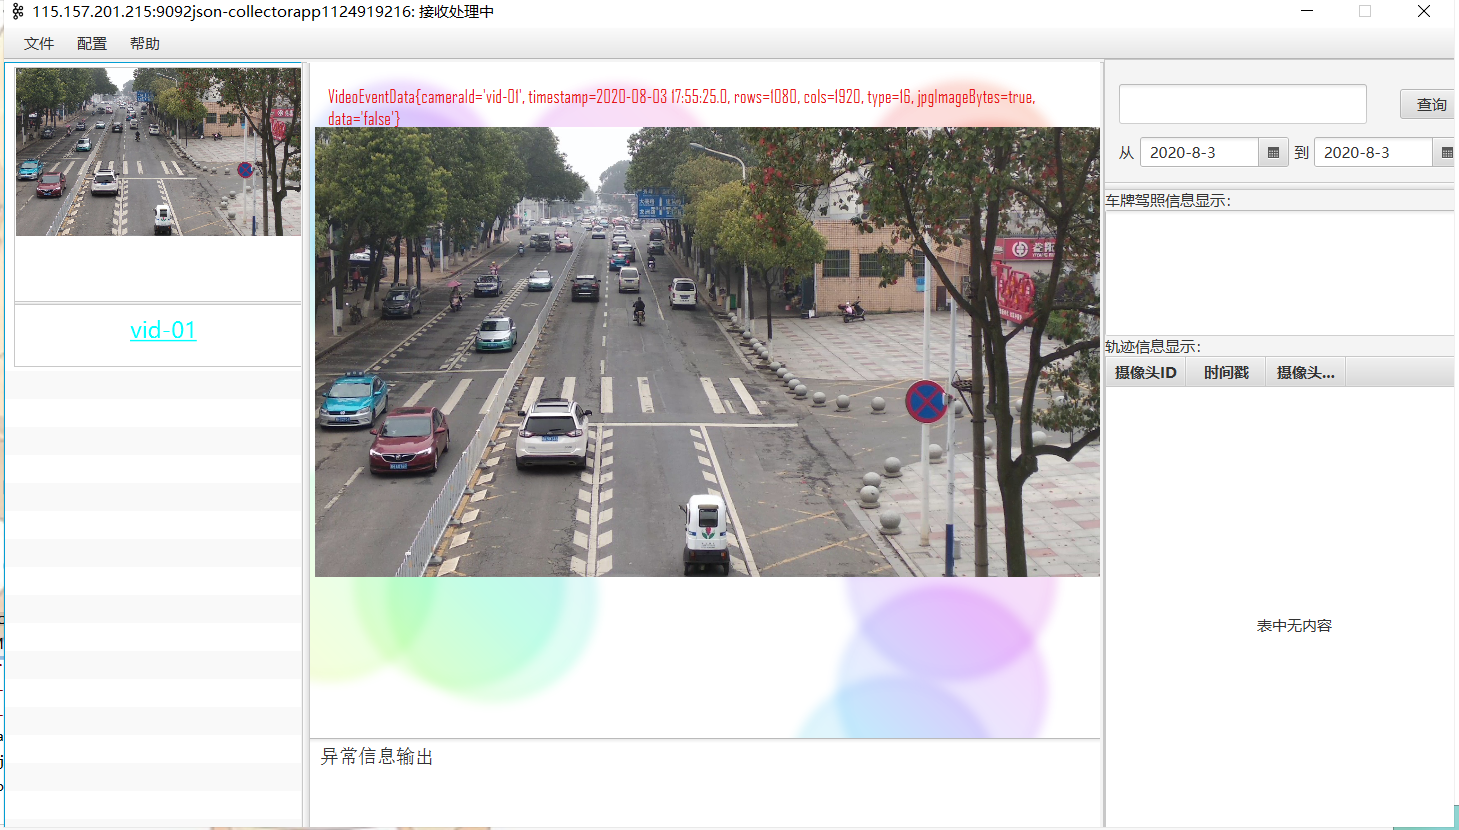 115.157.201.215:9092json-collectorapp1124919216: 接收处理中
文件 配置 帮助
vid-01
VideoEventData{cameraId='vid-01', timestamp=2020-08-03 17:55:25.0, rows=1080, cols=1920, type=16, jpgImageBytes=true,
data='false'}
异常信息输出
查询
从 2020-8-3 到 2020-8-3
车牌驾照信息显示：
轨迹信息显示：
摄像头ID 时间戳 摄像头...
表中无内容